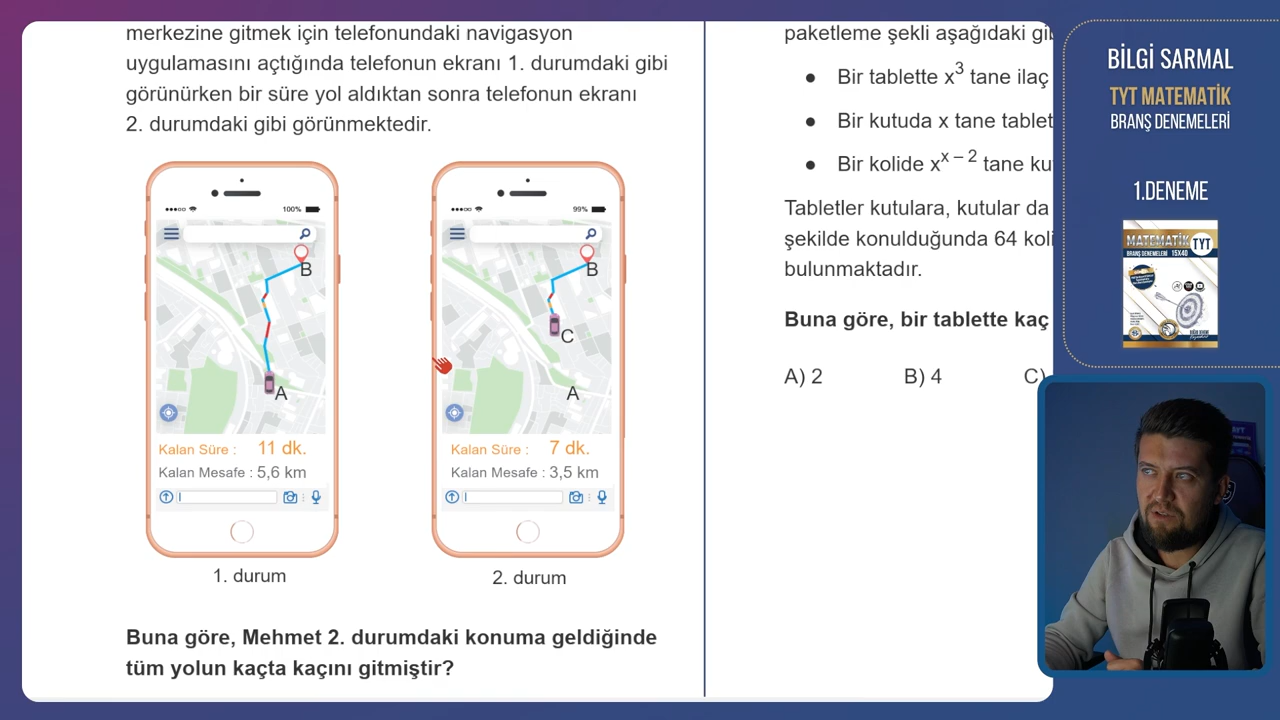 merkezine gitmek için telefonundaki navigasyon
uygulamasını açtığında telefonun ekranı 1. durumdaki gibi
görünürken bir süre yol aldıktan sonra telefonun ekranı
2. durumdaki gibi görünmektedir.
100%
B
A
Kalan Süre : 11 dk.
Kalan Mesafe : 5,6 km
1. durum
99%
B
C
A
Kalan Süre : 7 dk.
Kalan Mesafe : 3,5 km
2. durum
Buna göre, Mehmet 2. durumdaki konuma geldiğinde
tüm yolun kaçta kaçını gitmiştir?
paketleme şekli aşağıdaki gi
• Bir tablette x³ tane ilaç
• Bir kutuda x tane tablet
• Bir kolide x^(x – 2) tane ku
Tabletler kutulara, kutular da
şekilde konulduğunda 64 koli
bulunmaktadır.
Buna göre, bir tablette kaç
A) 2 B) 4 C)
BİLGİ SARMAL
TYT MATEMATİK
BRANŞ DENEMELERİ
1.DENEME
MATEMATİK TYT
BRANŞ DENEMELERİ 15X40